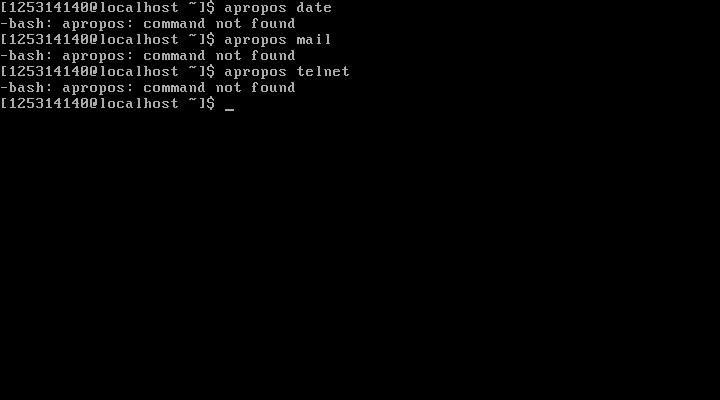 [125314140@localhost ~]$ apropos date
-bash: apropos: command not found
[125314140@localhost ~]$ apropos mail
-bash: apropos: command not found
[125314140@localhost ~]$ apropos telnet
-bash: apropos: command not found
[125314140@localhost ~]$ _